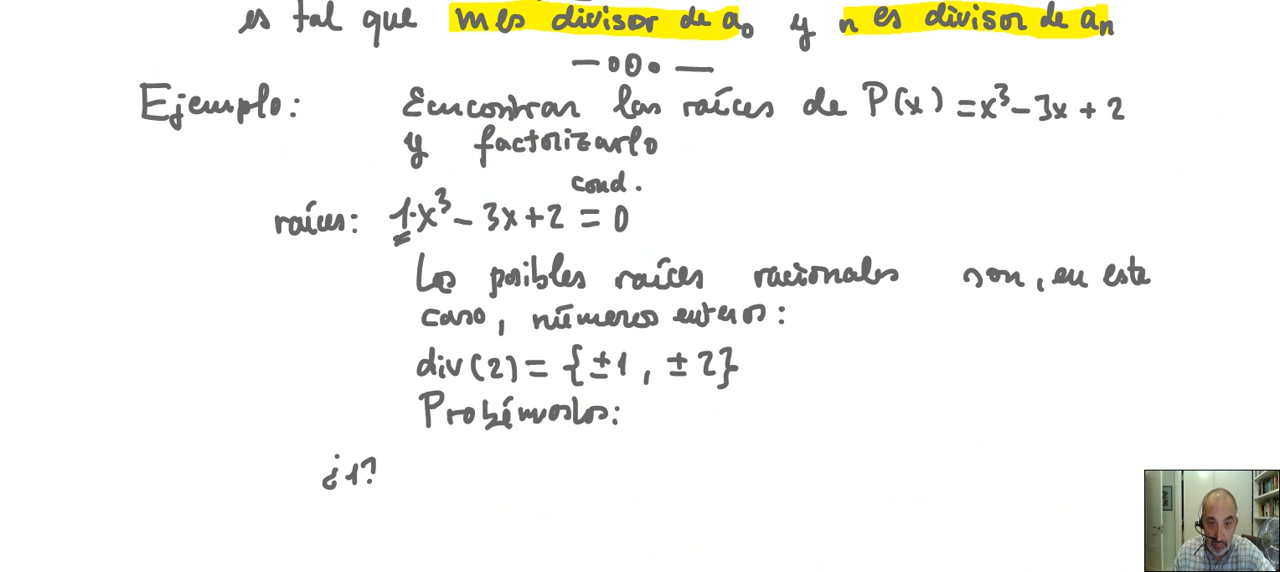 es tal que m es divisor de a₀ y n es divisor de aₙ
Ejemplo: Encontrar las raíces de P(x) = x³ - 3x + 2
y factorizarlo
cond.
raíces: 1·x³ - 3x + 2 = 0
Las posibles raíces racionales son, en este
caso, números enteros:
div(2) = {±1, ±2}
Probémoslos:
¿1?